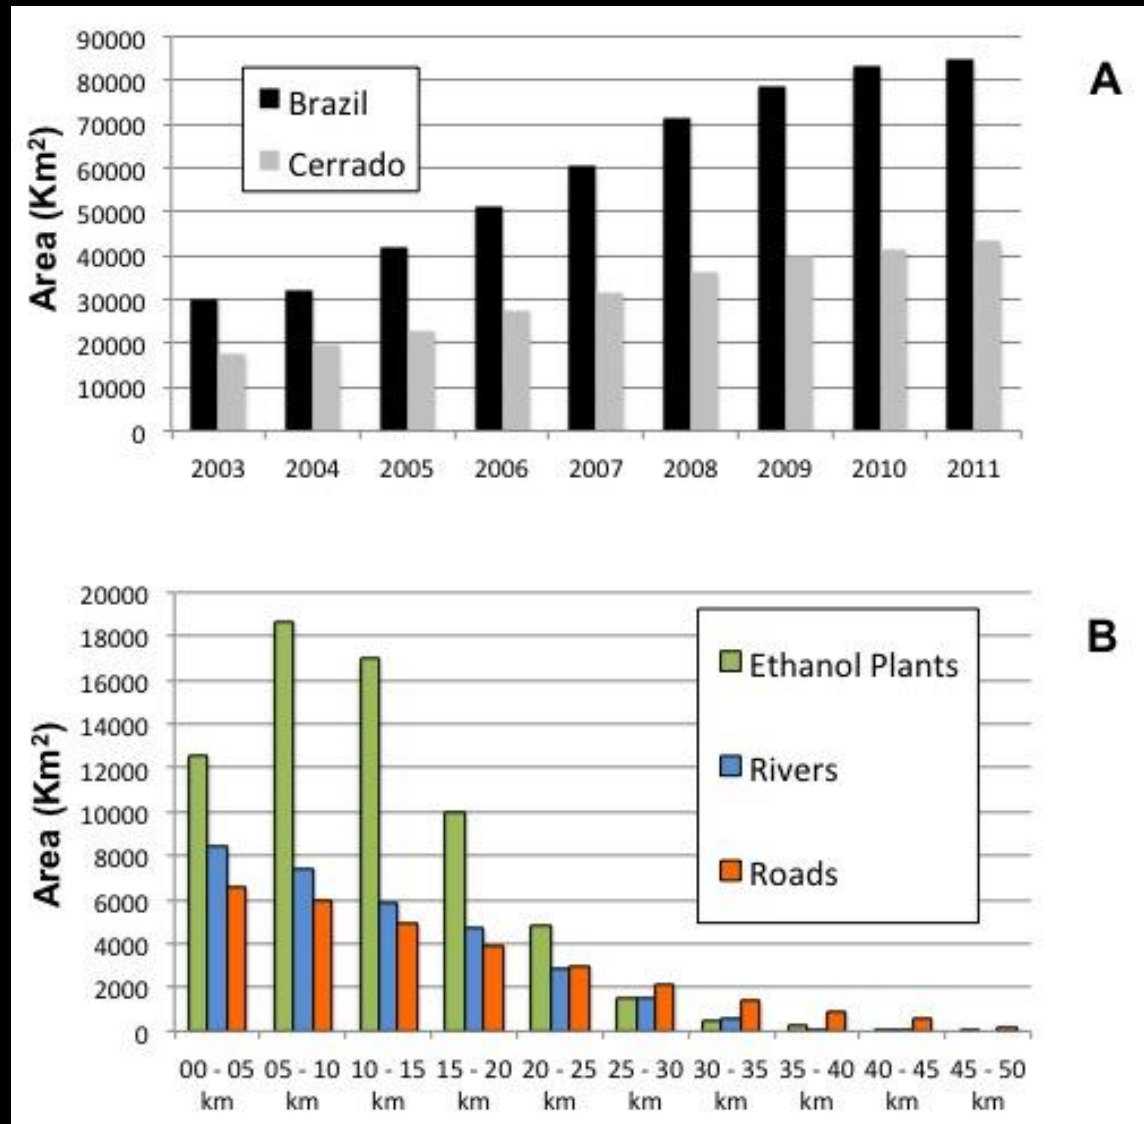 90000
80000
70000
60000
50000
40000
30000
20000
10000
0
Area (Km²)
Brazil
Cerrado
A
2003 2004 2005 2006 2007 2008 2009 2010 2011
20000
18000
16000
14000
12000
10000
8000
6000
4000
2000
0
Area (Km²)
Ethanol Plants
Rivers
Roads
B
00 - 05 05 - 10 10 - 15 15 - 20 20 - 25 25 - 30 30 - 35 35 - 40 40 - 45 45 - 50
km km km km km km km km km km